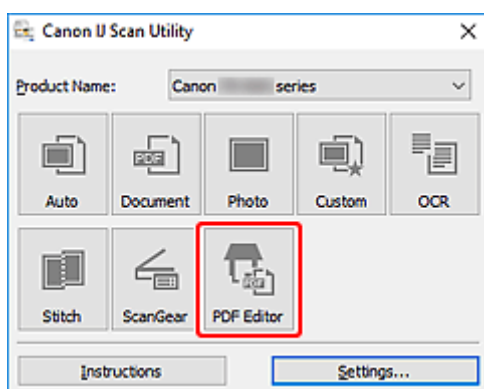 Canon IJ Scan Utility
Product Name: Canon series
Auto Document Photo Custom OCR
Stitch ScanGear PDF Editor
Instructions Settings...